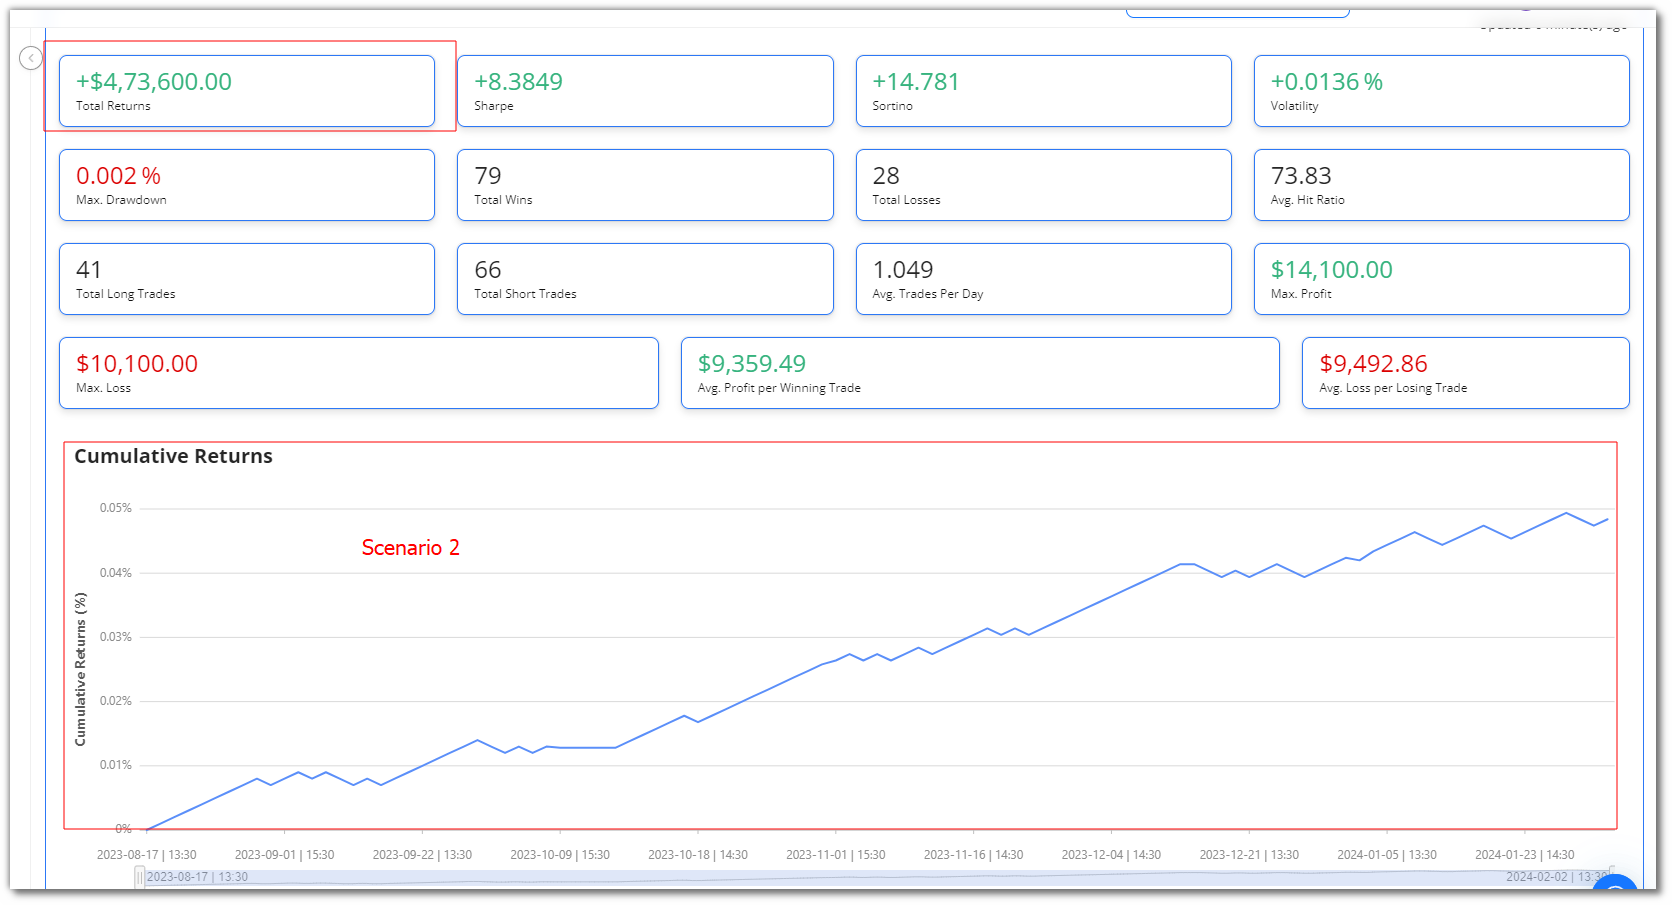 +$4,73,600.00
Total Returns
+8.3849
Sharpe
+14.781
Sortino
+0.0136 %
Volatility
0.002 %
Max. Drawdown
79
Total Wins
28
Total Losses
73.83
Avg. Hit Ratio
41
Total Long Trades
66
Total Short Trades
1.049
Avg. Trades Per Day
$14,100.00
Max. Profit
$10,100.00
Max. Loss
$9,359.49
Avg. Profit per Winning Trade
$9,492.86
Avg. Loss per Losing Trade
Cumulative Returns
Scenario 2
Cumulative Returns (%)
0.05%
0.04%
0.03%
0.02%
0.01%
0%
2023-08-17 | 13:30
2023-09-01 | 15:30
2023-09-22 | 13:30
2023-10-09 | 15:30
2023-10-18 | 14:30
2023-11-01 | 15:30
2023-11-16 | 14:30
2023-12-04 | 14:30
2023-12-21 | 13:30
2024-01-05 | 13:30
2024-01-23 | 14:30
2023-08-17 | 13:30
2024-02-02 | 13:30